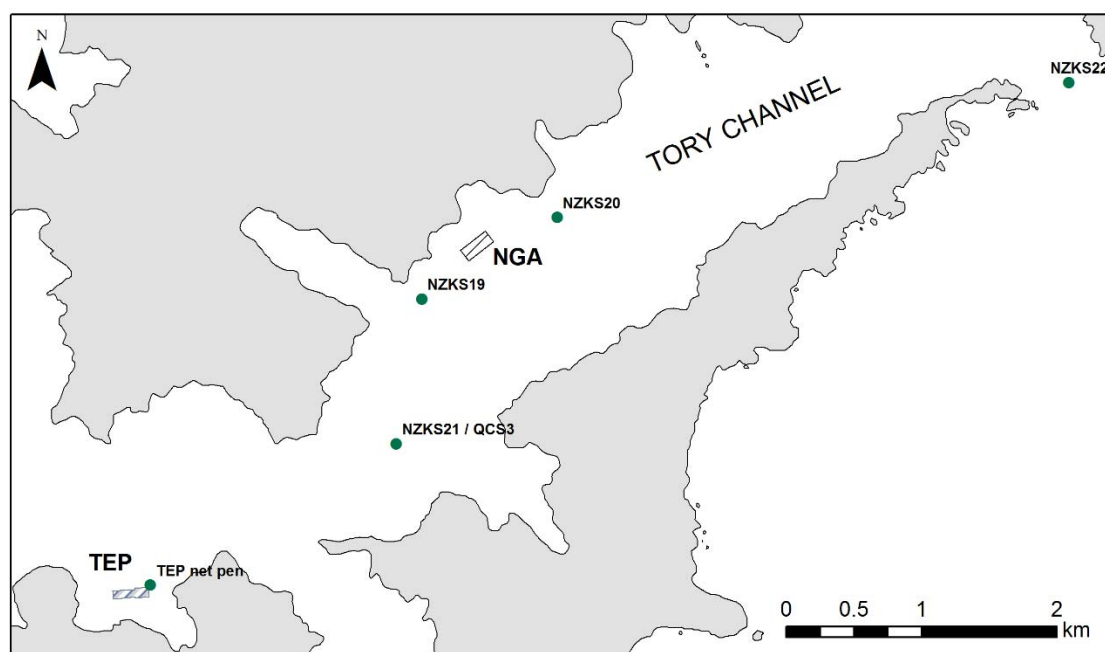 N
NZKS22
TORY CHANNEL
NZKS20
NGA
NZKS19
NZKS21 / QCS3
TEP
TEP net pen
0 0.5 1 2
km